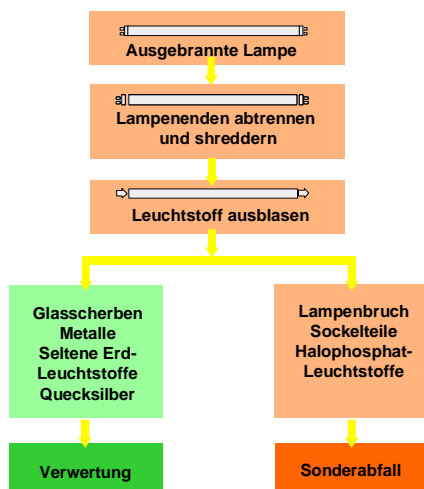 Ausgebrannte Lampe
Lampenenden abtrennen
und shreddern
Leuchtstoff ausblasen
Glasscherben
Metalle
Seltene Erd-
Leuchtstoffe
Quecksilber
Lampenbruch
Sockelteile
Halophosphat-
Leuchtstoffe
Verwertung
Sonderabfall